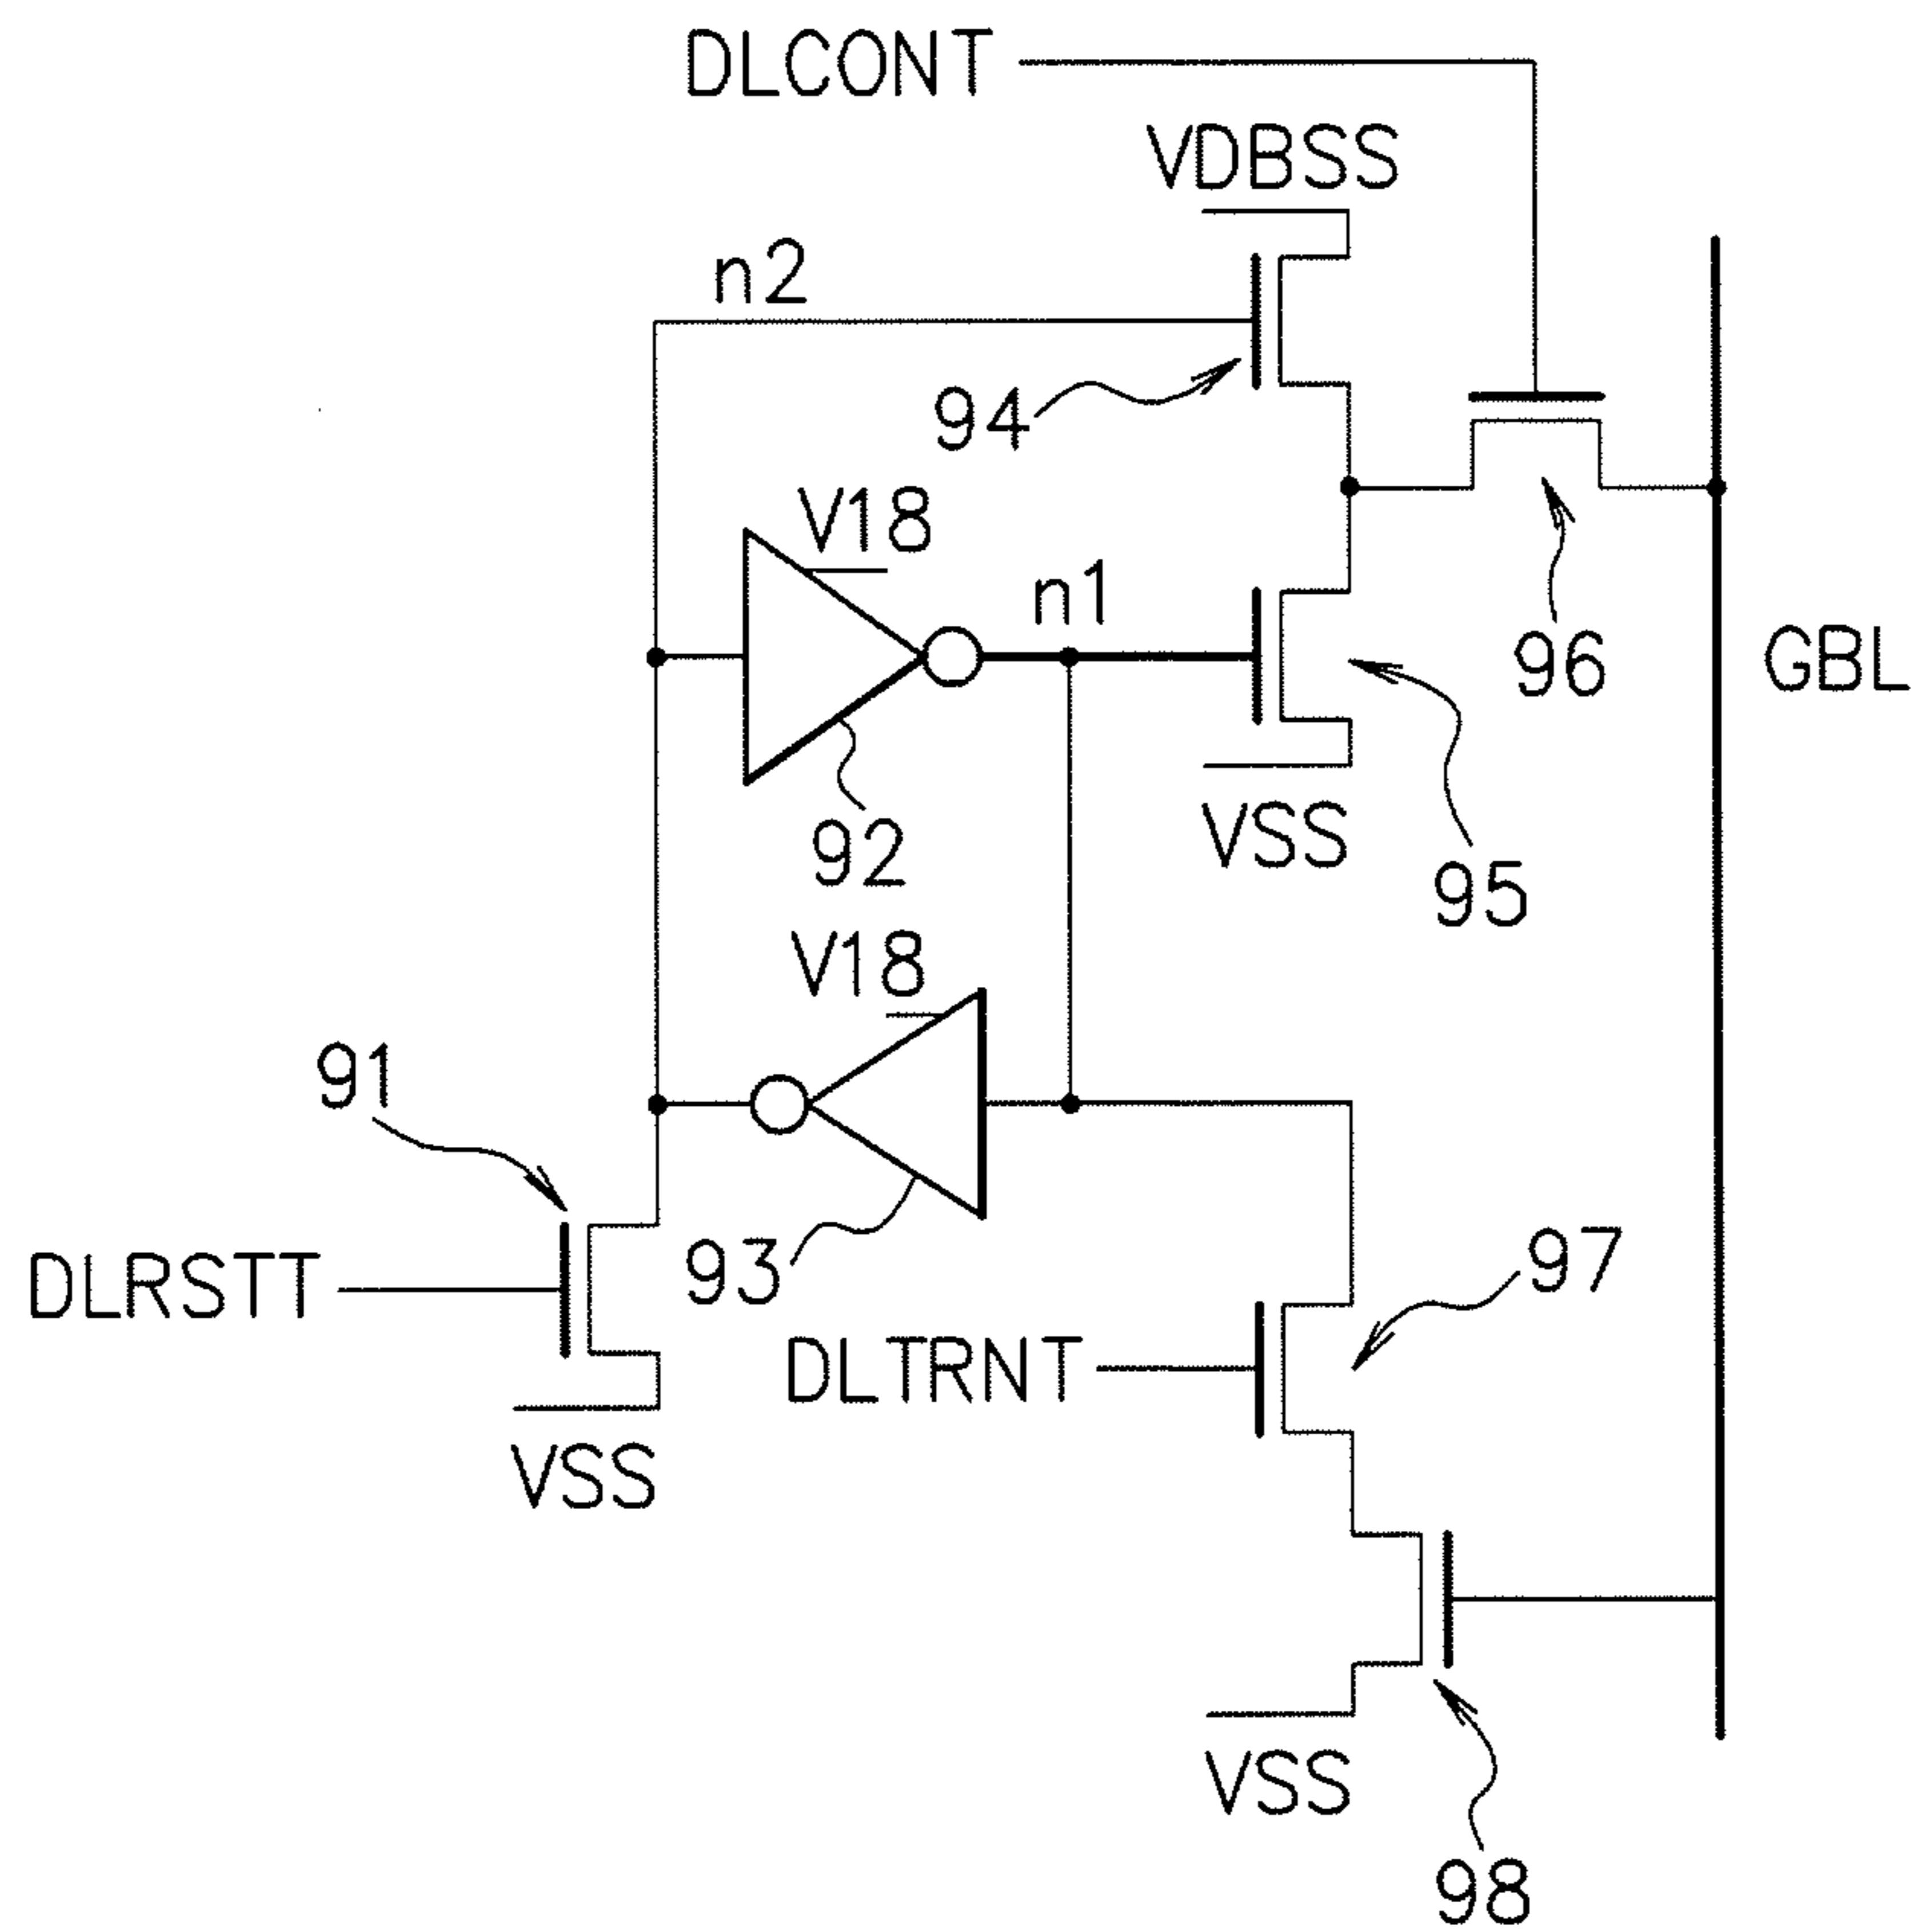 DLCONT
VDBSS
n2
94
V18
n1
96
GBL
92
VSS
95
V18
91
93
97
DLRSTT
DLTRNT
VSS
VSS
98